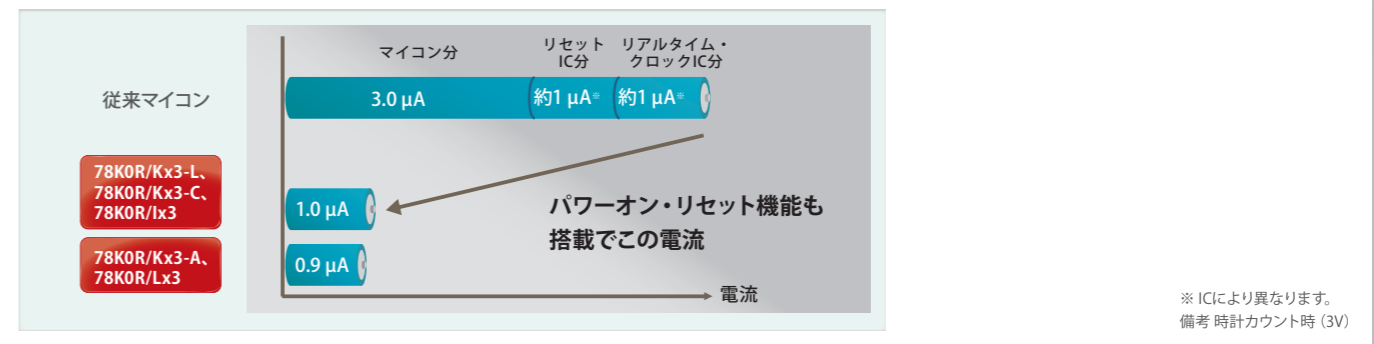 マイコン分
リセット
IC分
リアルタイム・
クロックIC分
従来マイコン
3.0 μA
約1 μA※
約1 μA※
78K0R/Kx3-L、
78K0R/Kx3-C、
78K0R/Ix3
1.0 μA
パワーオン・リセット機能も
搭載でこの電流
78K0R/Kx3-A、
78K0R/Lx3
0.9 μA
電流
※ ICにより異なります。
備考 時計カウント時（3V）